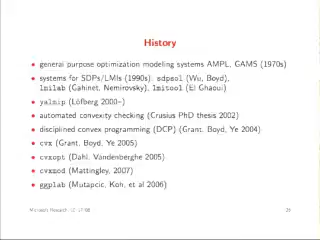 History
• general purpose optimization modeling systems AMPL, GAMS (1970s)
• systems for SDPs/LMIs (1990s): sdpsol (Wu, Boyd),
lmilab (Gahinet, Nemirovsky), lmitool (El Ghaoui)
• yalmip (Löfberg 2000–)
• automated convexity checking (Crusius PhD thesis 2002)
• disciplined convex programming (DCP) (Grant, Boyd, Ye 2004)
• cvx (Grant, Boyd, Ye 2005)
• cvxopt (Dahl, Vandenberghe 2005)
• cvxmod (Mattingley, 2007)
• ggplab (Mutapcic, Koh, et al 2006)
Microsoft Research